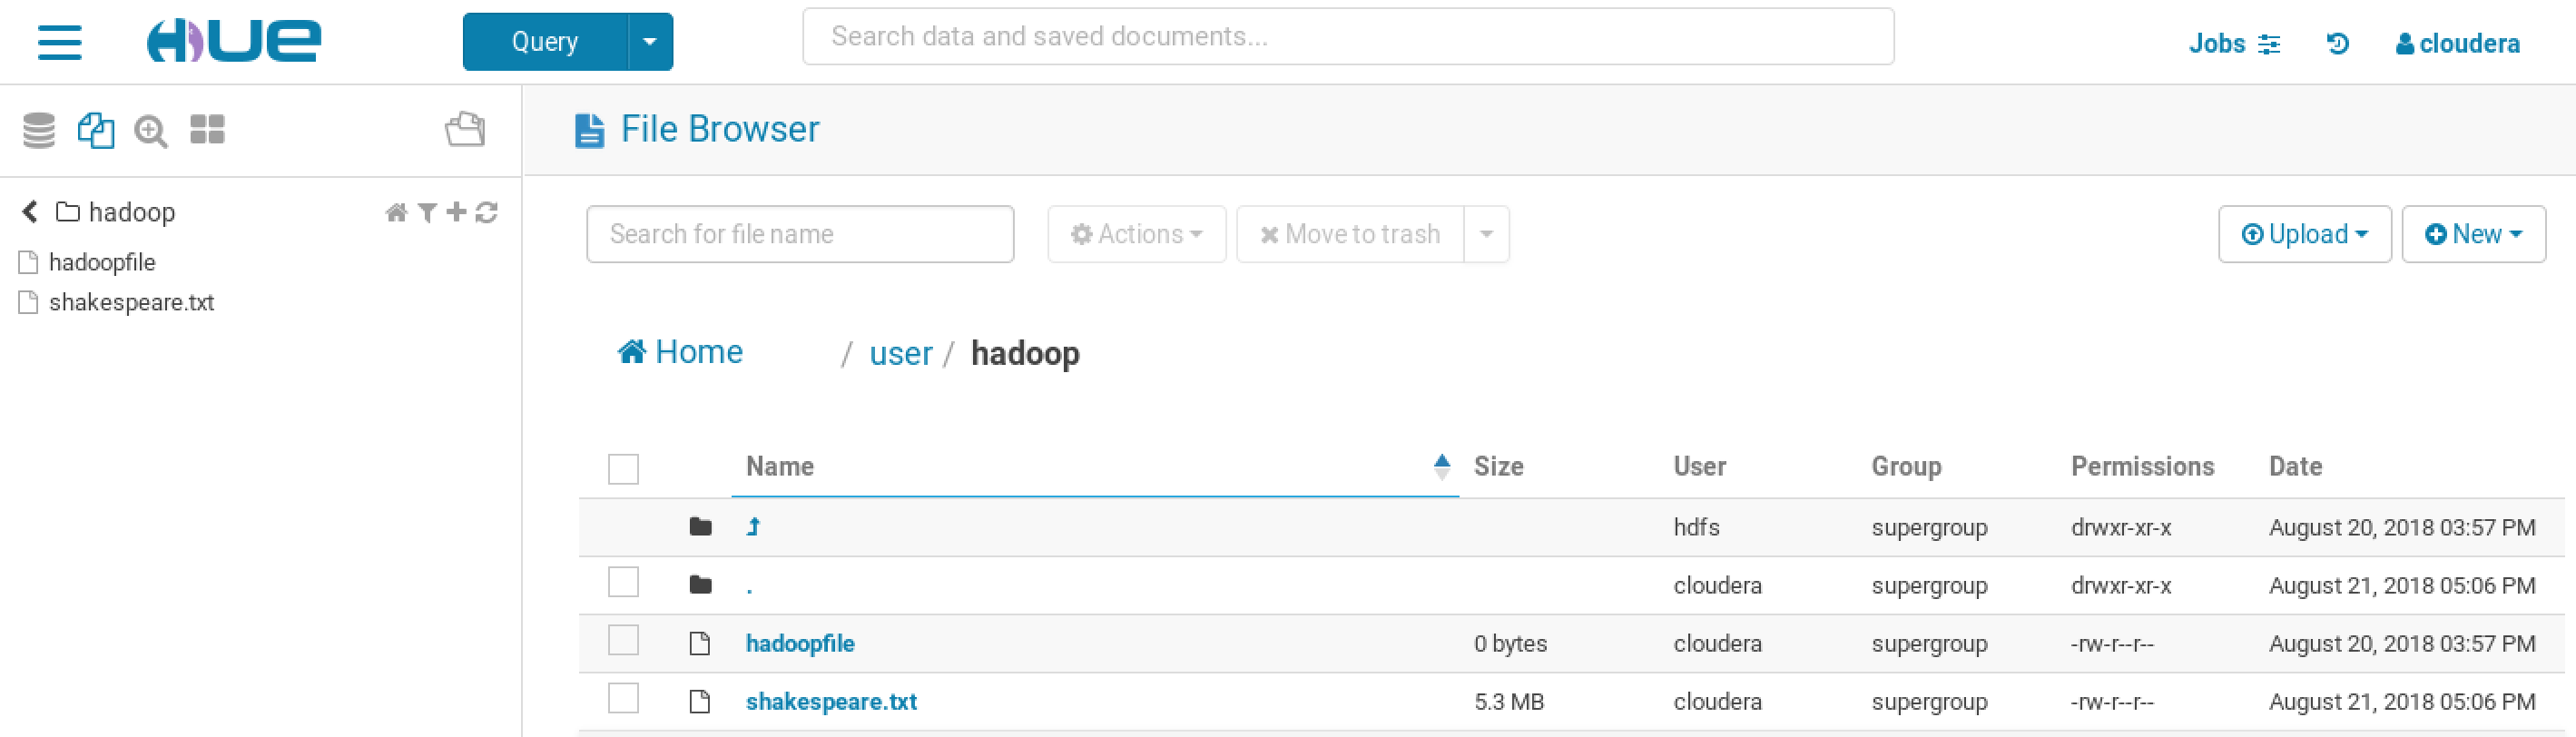 HUE Query Search data and saved documents... Jobs cloudera
File Browser
hadoop
hadoopfile
shakespeare.txt
Search for file name Actions Move to trash Upload New
Home / user / hadoop
Name Size User Group Permissions Date
hdfs supergroup drwxr-xr-x August 20, 2018 03:57 PM
. cloudera supergroup drwxr-xr-x August 21, 2018 05:06 PM
hadoopfile 0 bytes cloudera supergroup -rw-r--r-- August 20, 2018 03:57 PM
shakespeare.txt 5.3 MB cloudera supergroup -rw-r--r-- August 21, 2018 05:06 PM